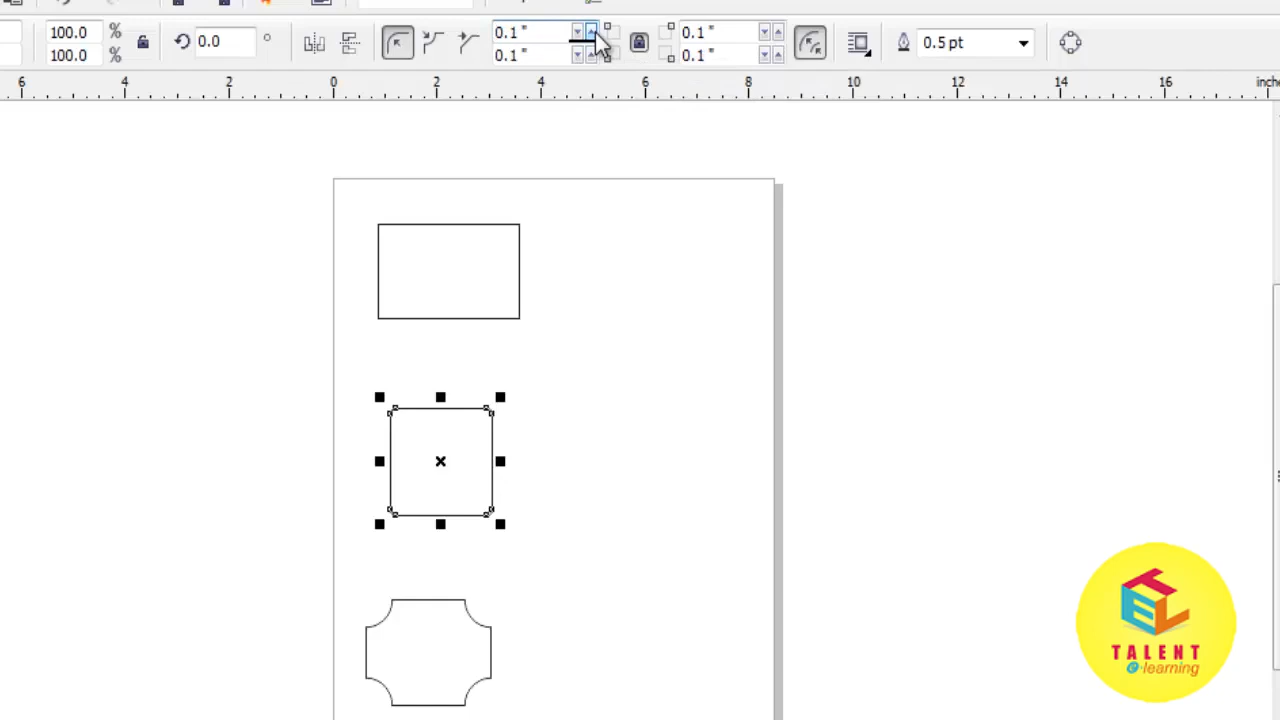 100.0 %
100.0
0.0 °
0.1 "
0.1 "
0.1 "
0.1 "
0.5 pt
6 4 2 0 2 4 6 8 10 12 14 16
TALENT
e-learning